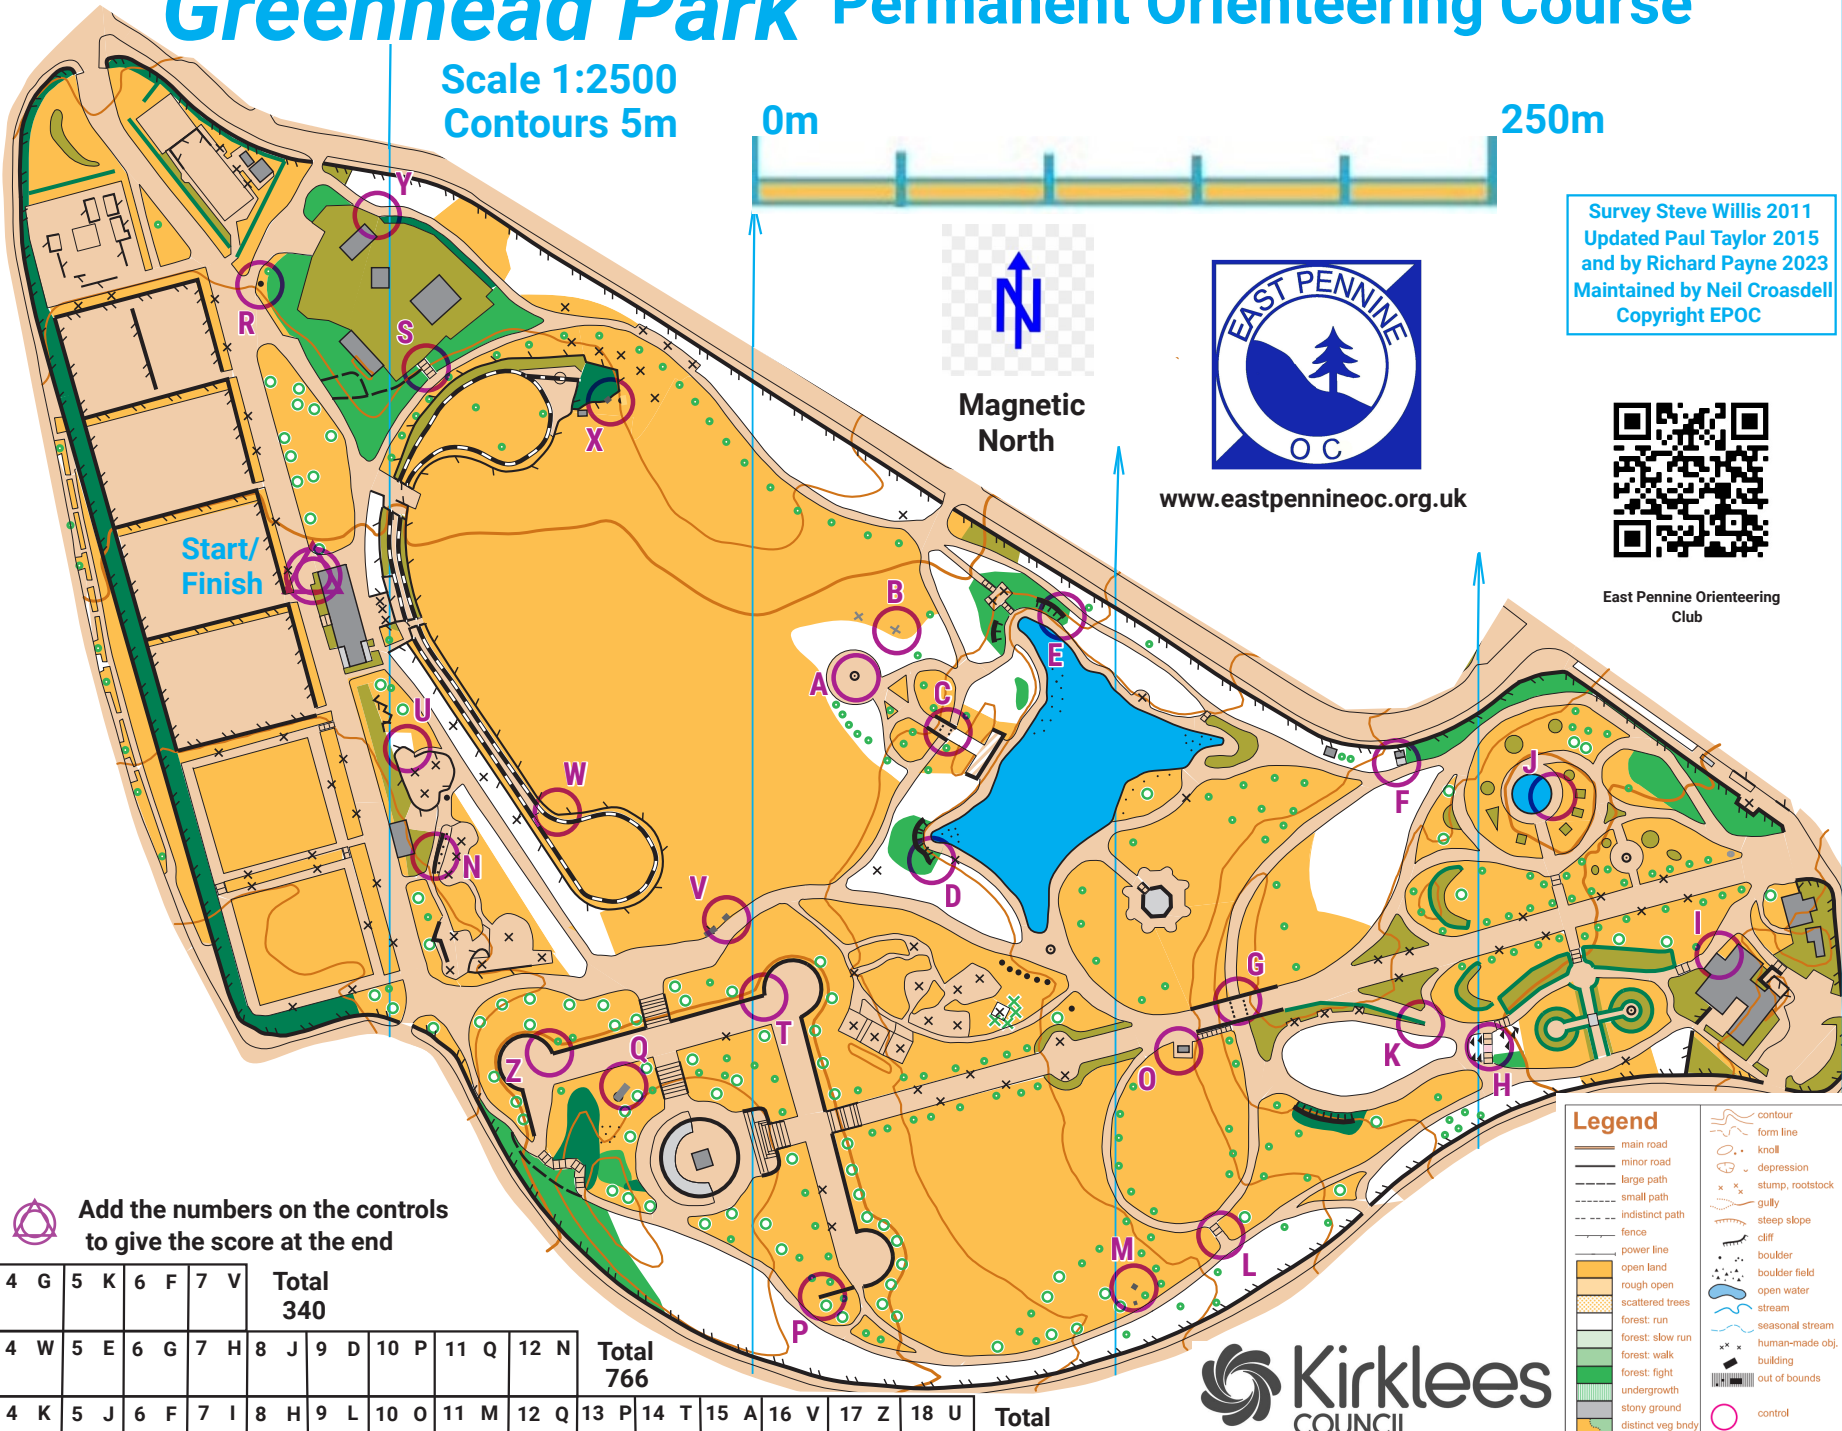 Greenhead Park Permanent Orienteering Course
Scale 1:2500
Contours 5m
0m
250m
Survey Steve Willis 2011
Updated Paul Taylor 2015
and by Richard Payne 2023
Maintained by Neil Croasdell
Copyright EPOC
N
Magnetic
North
EAST PENNINE
OC
www.eastpennineoc.org.uk
East Pennine Orienteering
Club
Start/
Finish
Y
R
S
X
B
A
C
E
U
W
N
V
D
F
J
I
G
K
H
O
T
Q
Z
P
M
L
Add the numbers on the controls
to give the score at the end
4 G 5 K 6 F 7 V Total
340
4 W 5 E 6 G 7 H 8 J 9 D 10 P 11 Q 12 N Total
766
4 K 5 J 6 F 7 I 8 H 9 L 10 O 11 M 12 Q 13 P 14 T 15 A 16 V 17 Z 18 U Total
Kirklees
COUNCIL
Legend
main road
minor road
large path
small path
indistinct path
fence
power line
open land
rough open
scattered trees
forest: run
forest: slow run
forest: walk
forest: fight
undergrowth
stony ground
distinct veg bndy
contour
form line
knoll
depression
stump, rootstock
gully
steep slope
cliff
boulder
boulder field
open water
stream
seasonal stream
human-made obj.
building
out of bounds
control